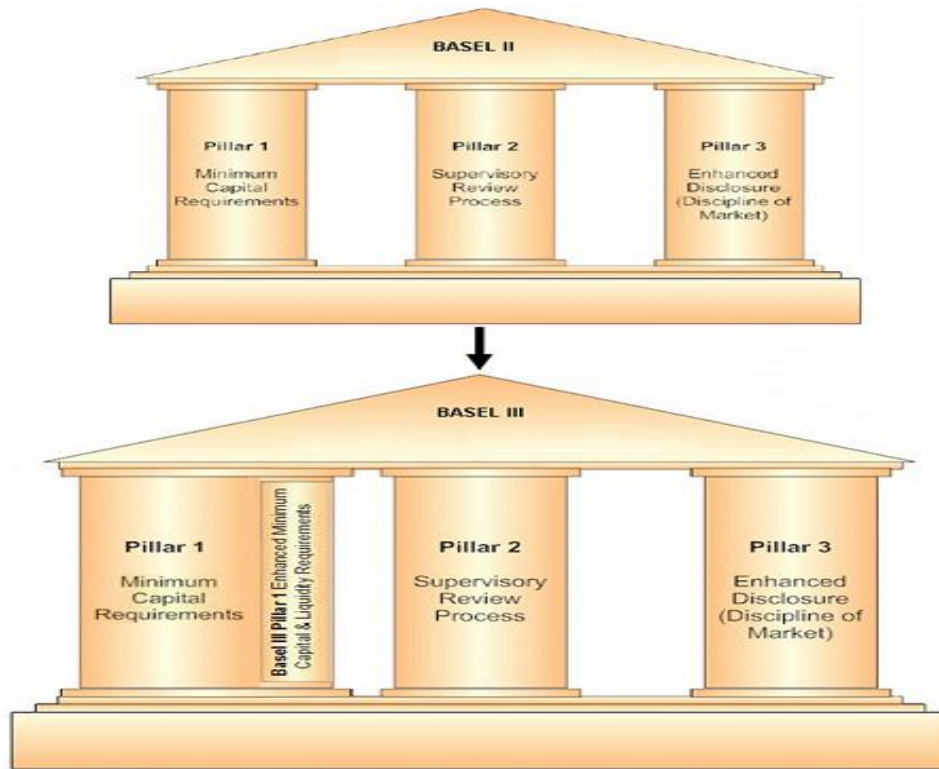 BASEL II
Pillar 1
Minimum
Capital
Requirements
Pillar 2
Supervisory
Review
Process
Pillar 3
Enhanced
Disclosure
(Discipline of
Market)
BASEL III
Pillar 1
Minimum
Capital
Requirements
Basel III Pillar 1 Enhanced Minimum
Capital & Liquidity Requirements
Pillar 2
Supervisory
Review
Process
Pillar 3
Enhanced
Disclosure
(Discipline of
Market)